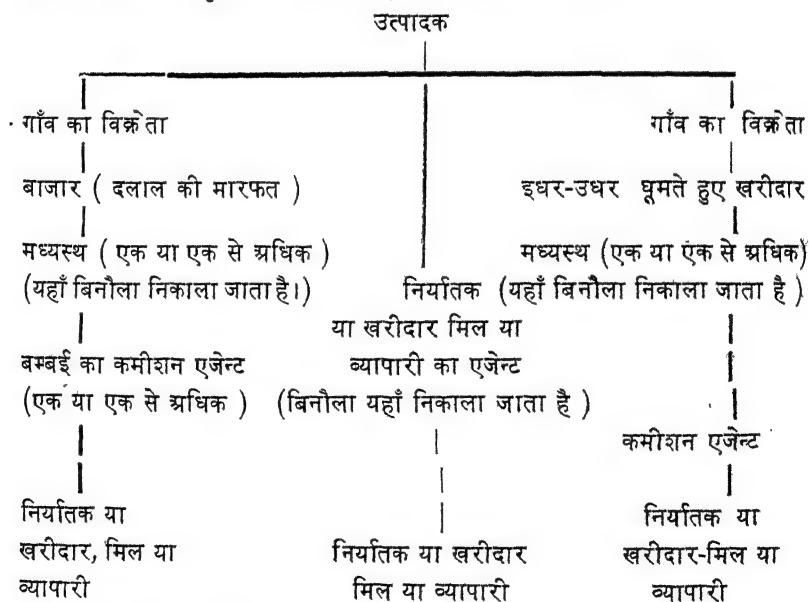 उत्पादक
गाँव का विक्रेता
गाँव का विक्रेता
बाजार ( दलाल की मारफत )
इधर-उधर घूमते हुए खरीदार
मध्यस्थ ( एक या एक से अधिक )
मध्यस्थ (एक या एक से अधिक)
(यहाँ बिनौला निकाला जाता है।)
निर्यातक
(यहाँ बिनौला निकाला जाता है )
या खरीदार मिल या
बम्बई का कमीशन एजेन्ट
व्यापारी का एजेन्ट
(एक या एक से अधिक )
(बिनौला यहाँ निकाला जाता है )
कमीशन एजेन्ट
निर्यातक या
निर्यातक या
खरीदार, मिल या
निर्यातक या खरीदार
खरीदार-मिल या
व्यापारी
मिल या व्यापारी
व्यापारी